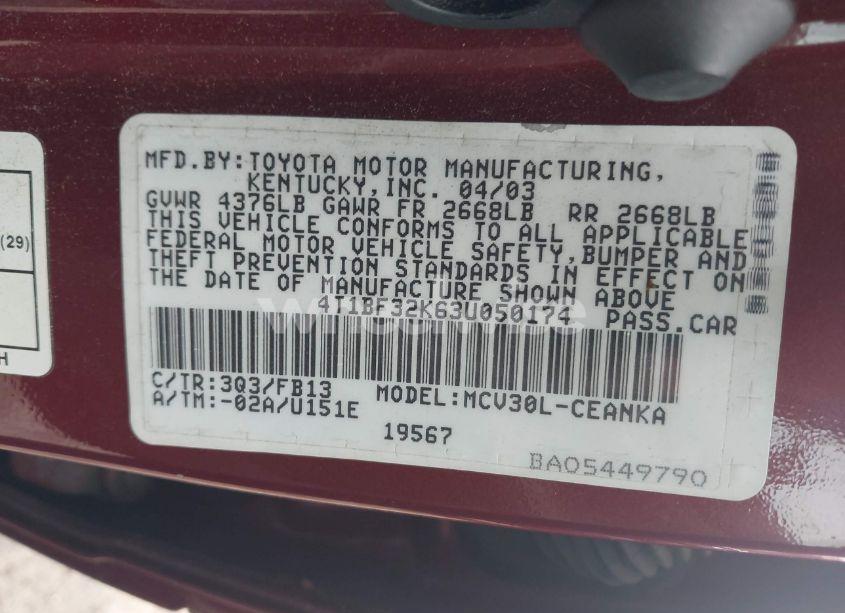 (29)
H
MFD.BY:TOYOTA MOTOR MANUFACTURING,
KENTUCKY,INC. 04/03
GVWR 4376LB GAWR FR 2668LB RR 2668LB
THIS VEHICLE CONFORMS TO ALL APPLICABLE
FEDERAL MOTOR VEHICLE SAFETY,BUMPER AND
THEFT PREVENTION STANDARDS IN EFFECT ON
THE DATE OF MANUFACTURE SHOWN ABOVE
4T1BF32K63U050174 PASS.CAR
C/TR:3Q3/FB13 MODEL:MCV30L-CEANKA
A/TM:-02A/U151E
19567
BA05449790